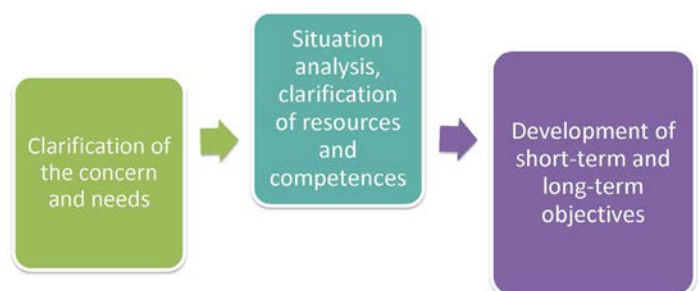 Clarification of
the concern
and needs
Situation
analysis,
clarification
of resources
and
competences
Development of
short-term and
long-term
objectives